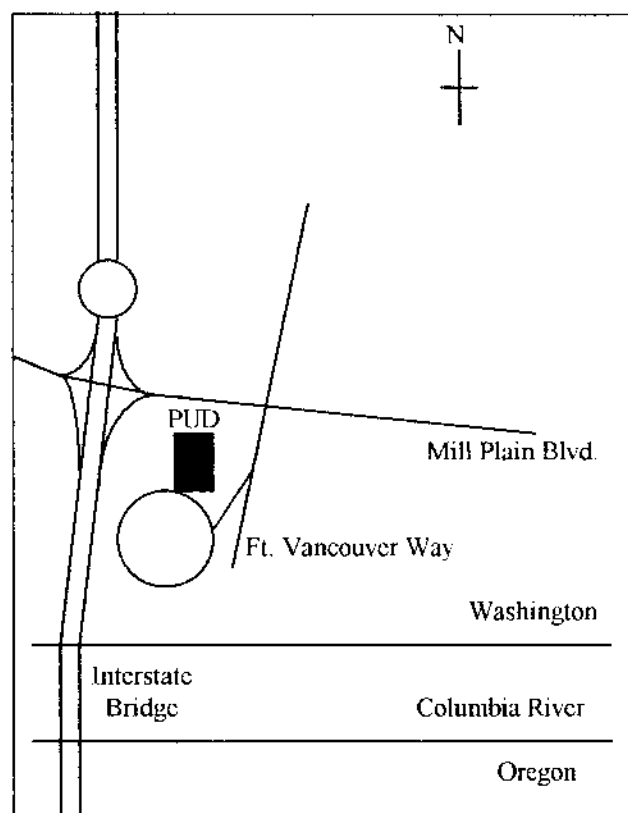 N
PUD
Mill Plain Blvd.
Ft. Vancouver Way
Washington
Interstate
Bridge
Columbia River
Oregon